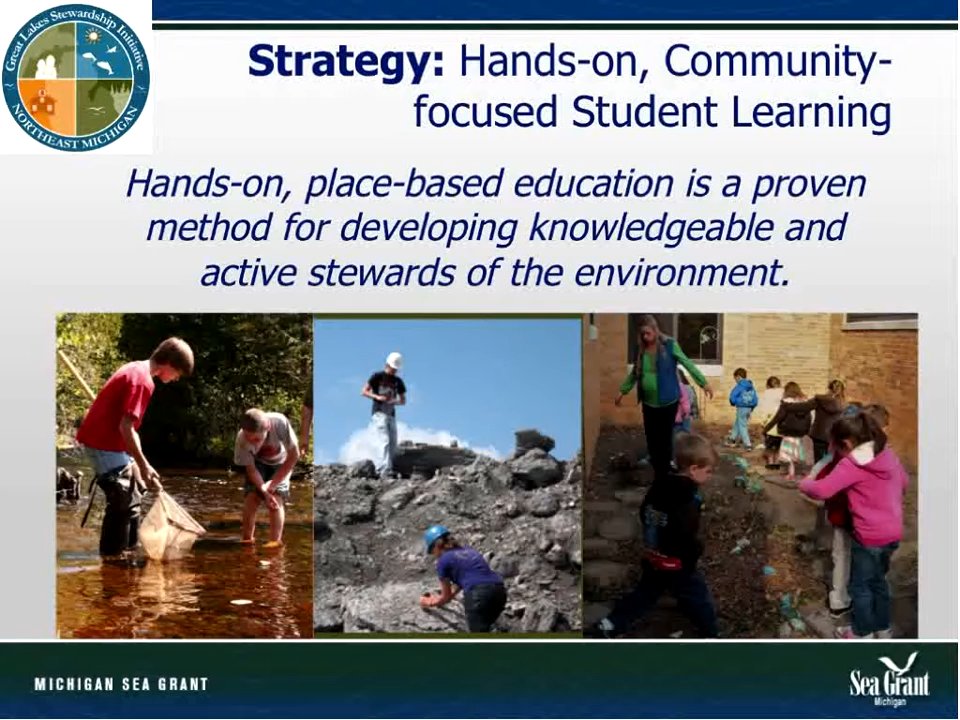 Great Lakes Stewardship Initiative
NORTHEAST MICHIGAN
Strategy: Hands-on, Community-
focused Student Learning
Hands-on, place-based education is a proven
method for developing knowledgeable and
active stewards of the environment.
MICHIGAN SEA GRANT
Sea Grant
Michigan